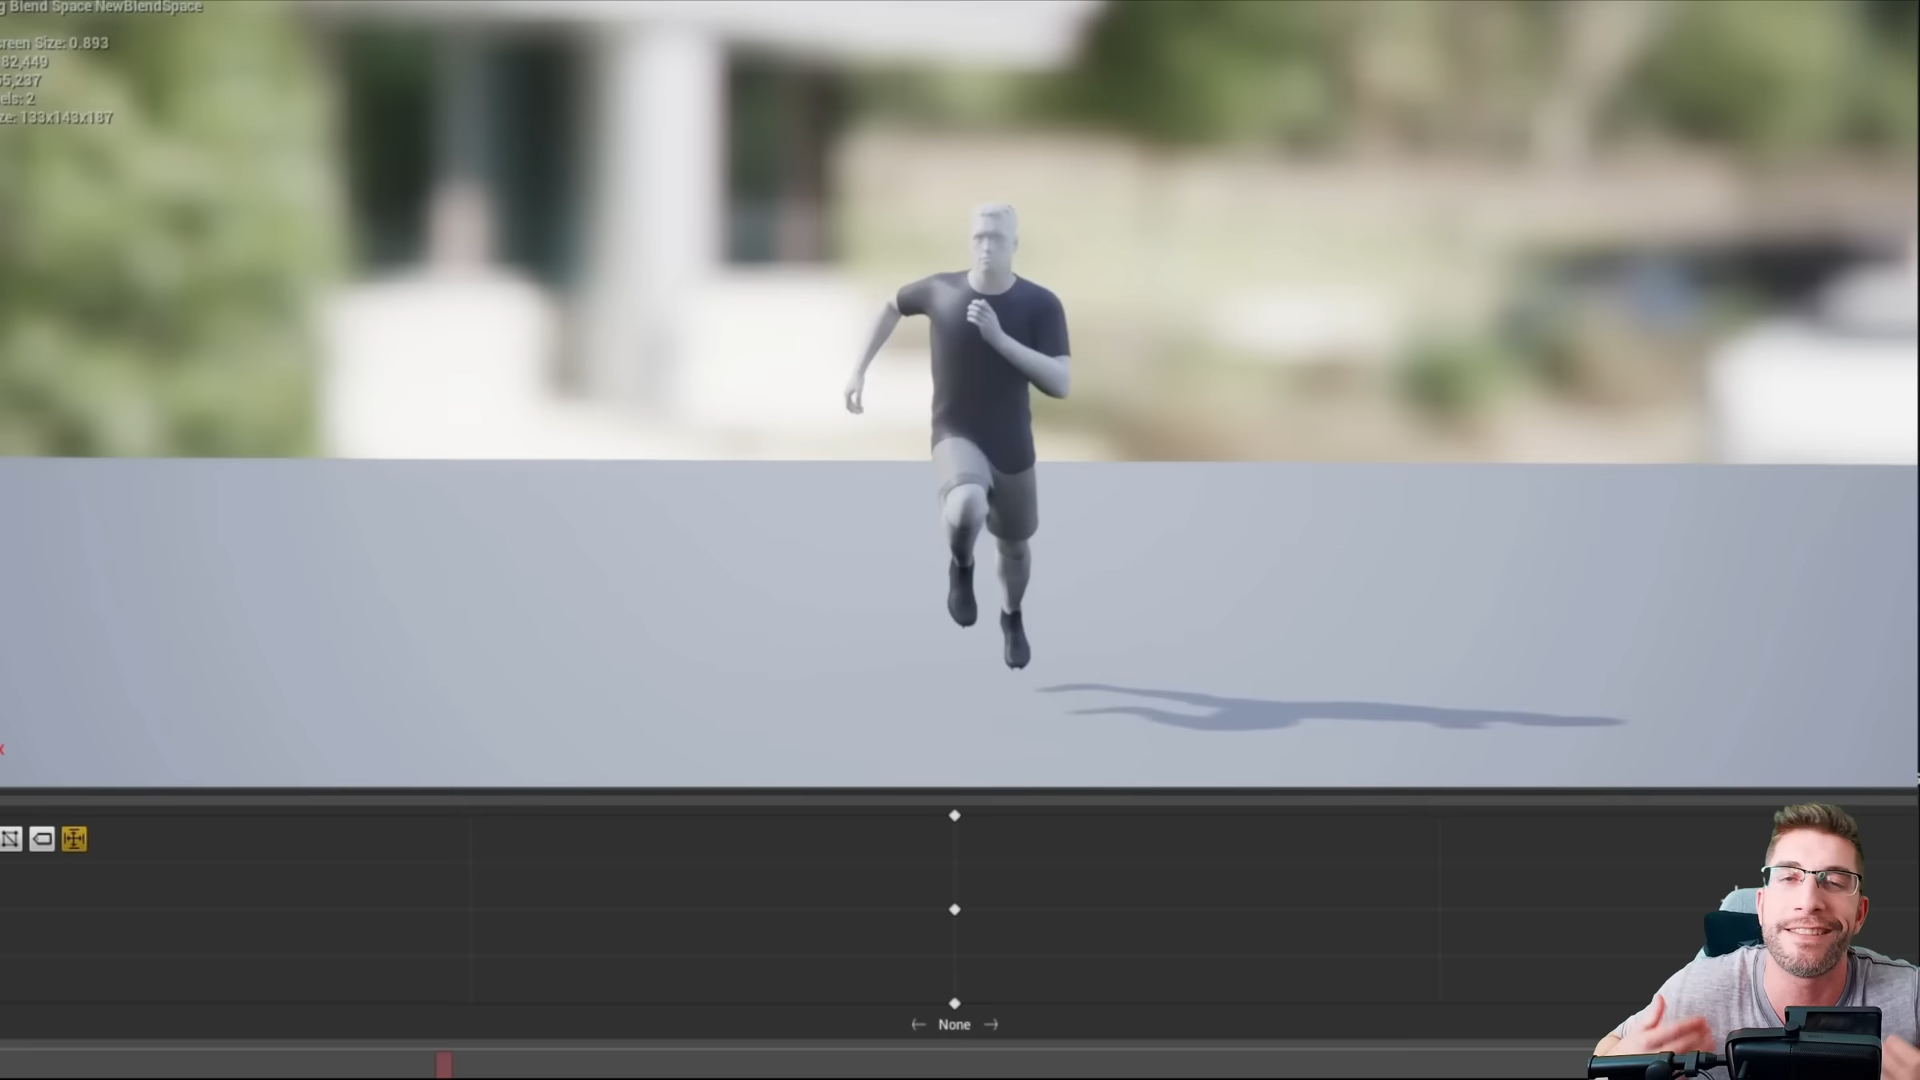 g Blend Space NewBlendSpace
reen Size: 0.893
82,449
55,237
els: 2
ze: 133x143x187
X
← None →